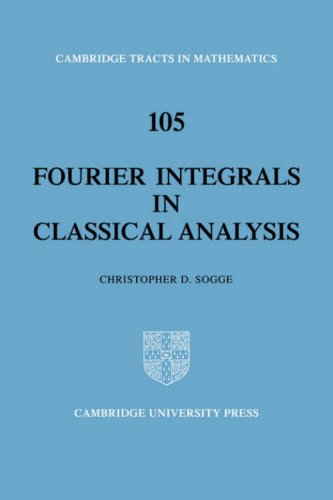 CAMBRIDGE TRACTS IN MATHEMATICS
105
FOURIER INTEGRALS
IN
CLASSICAL ANALYSIS
CHRISTOPHER D. SOGGE
CAMBRIDGE UNIVERSITY PRESS